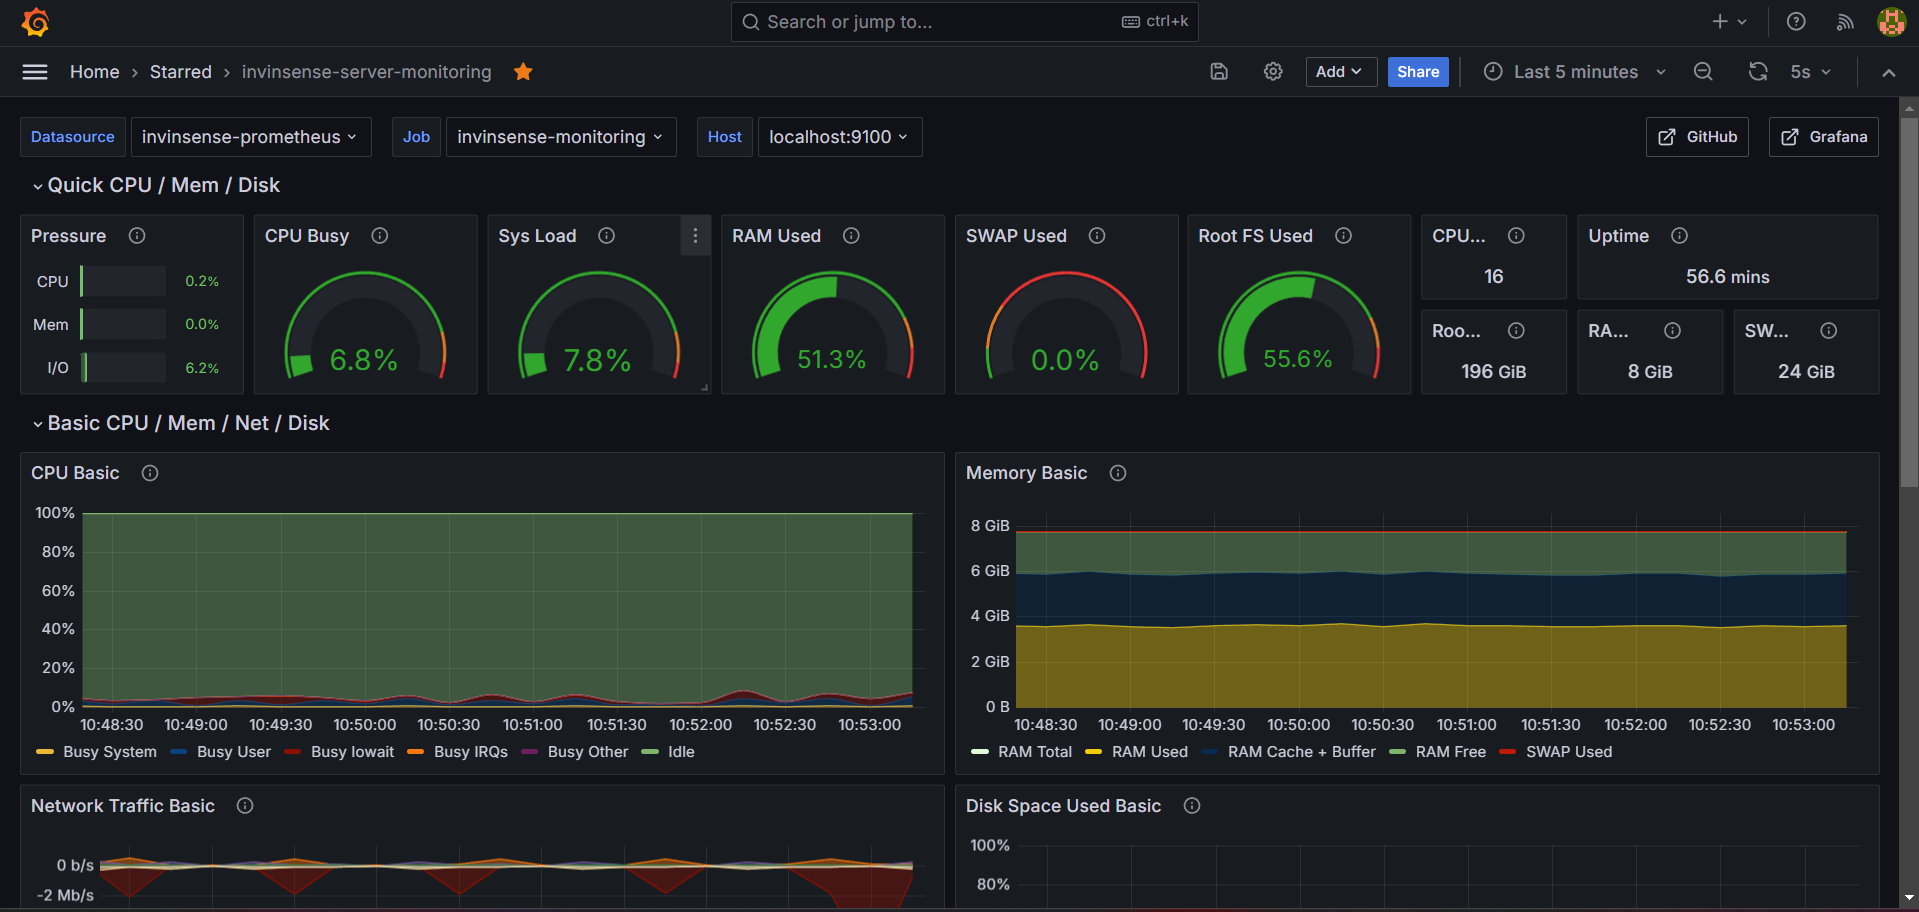 Search or jump to... ctrl+k
Home › Starred › invinsense-server-monitoring Add Share Last 5 minutes 5s
Datasource invinsense-prometheus Job invinsense-monitoring Host localhost:9100 GitHub Grafana
Quick CPU / Mem / Disk
Pressure
CPU 0.2%
Mem 0.0%
I/O 6.2%
CPU Busy
6.8%
Sys Load
7.8%
RAM Used
51.3%
SWAP Used
0.0%
Root FS Used
55.6%
CPU...
16
Uptime
56.6 mins
Roo...
196 GiB
RA...
8 GiB
SW...
24 GiB
Basic CPU / Mem / Net / Disk
CPU Basic
100%
80%
60%
40%
20%
0%
10:48:30 10:49:00 10:49:30 10:50:00 10:50:30 10:51:00 10:51:30 10:52:00 10:52:30 10:53:00
Busy System Busy User Busy Iowait Busy IRQs Busy Other Idle
Memory Basic
8 GiB
6 GiB
4 GiB
2 GiB
0 B
10:48:30 10:49:00 10:49:30 10:50:00 10:50:30 10:51:00 10:51:30 10:52:00 10:52:30 10:53:00
RAM Total RAM Used RAM Cache + Buffer RAM Free SWAP Used
Network Traffic Basic
0 b/s
-2 Mb/s
Disk Space Used Basic
100%
80%